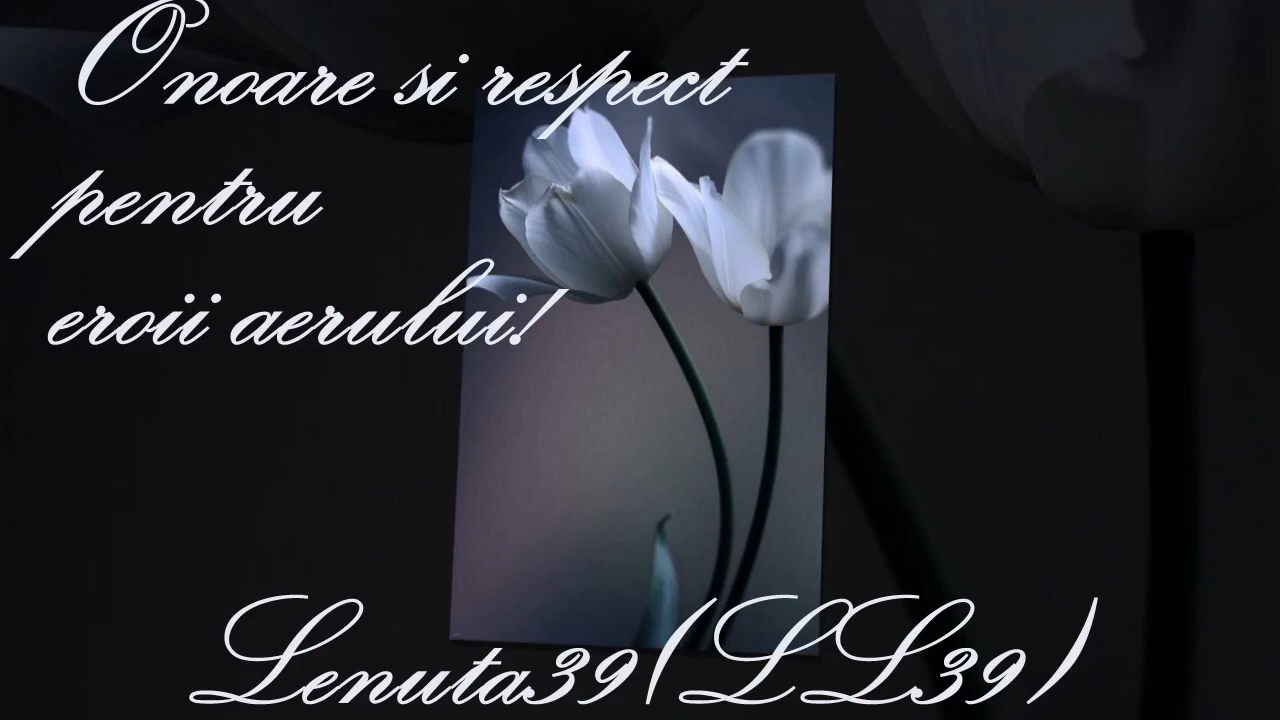 Onoare si respect
pentru
eroii aerului!
Lenuta39(LL39)